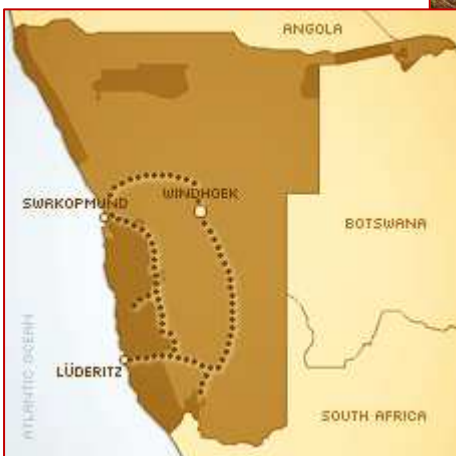 ANGOLA
WINDHOEK
SWAKOPMUND
BOTSWANA
ATLANTIC OCEAN
LÜDERITZ
SOUTH AFRICA